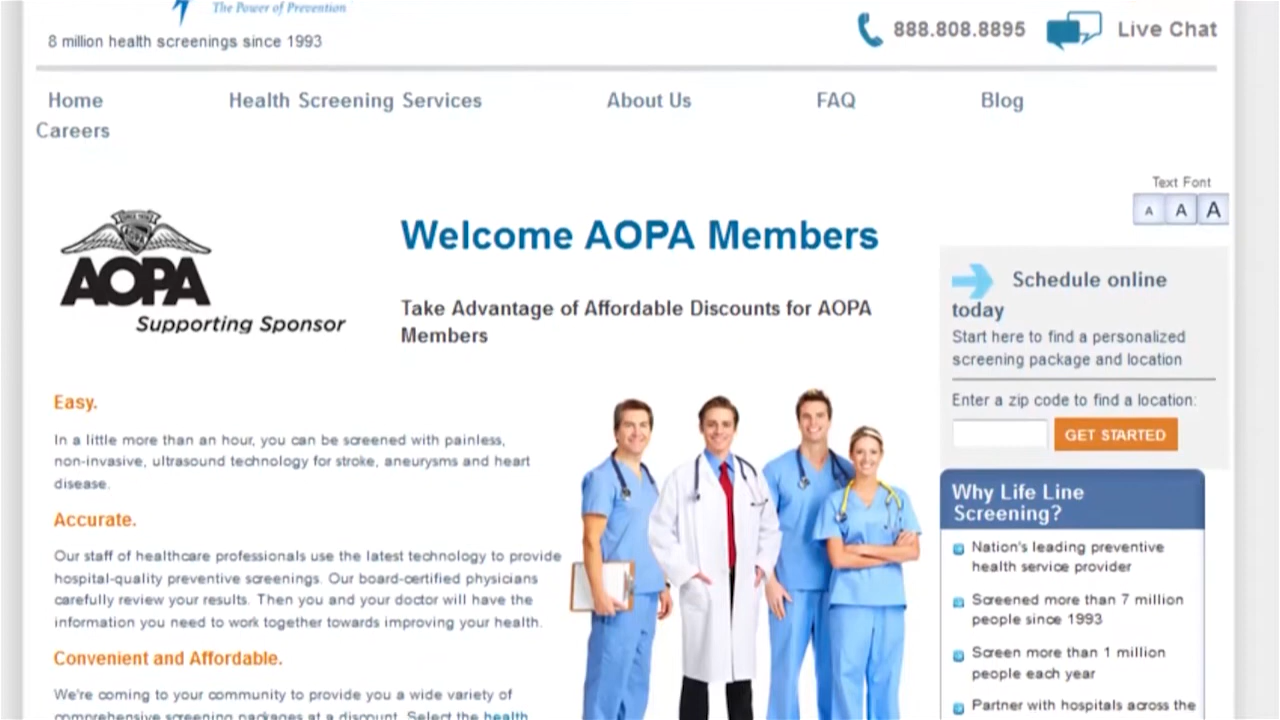 The Power of Prevention
8 million health screenings since 1993
888.808.8895
Live Chat
Home
Health Screening Services
About Us
FAQ
Blog
Careers
Text Font
A A A
AOPA
Supporting Sponsor
Welcome AOPA Members
Take Advantage of Affordable Discounts for AOPA
Members
Easy.
In a little more than an hour, you can be screened with painless,
non-invasive, ultrasound technology for stroke, aneurysms and heart
disease.
Accurate.
Our staff of healthcare professionals use the latest technology to provide
hospital-quality preventive screenings. Our board-certified physicians
carefully review your results. Then you and your doctor will have the
information you need to work together towards improving your health.
Convenient and Affordable.
We're coming to your community to provide you a wide variety of
comprehensive screening packages at a discount. Select the health
Schedule online
today
Start here to find a personalized
screening package and location
Enter a zip code to find a location:
GET STARTED
Why Life Line
Screening?
Nation's leading preventive
health service provider
Screened more than 7 million
people since 1993
Screen more than 1 million
people each year
Partner with hospitals across the